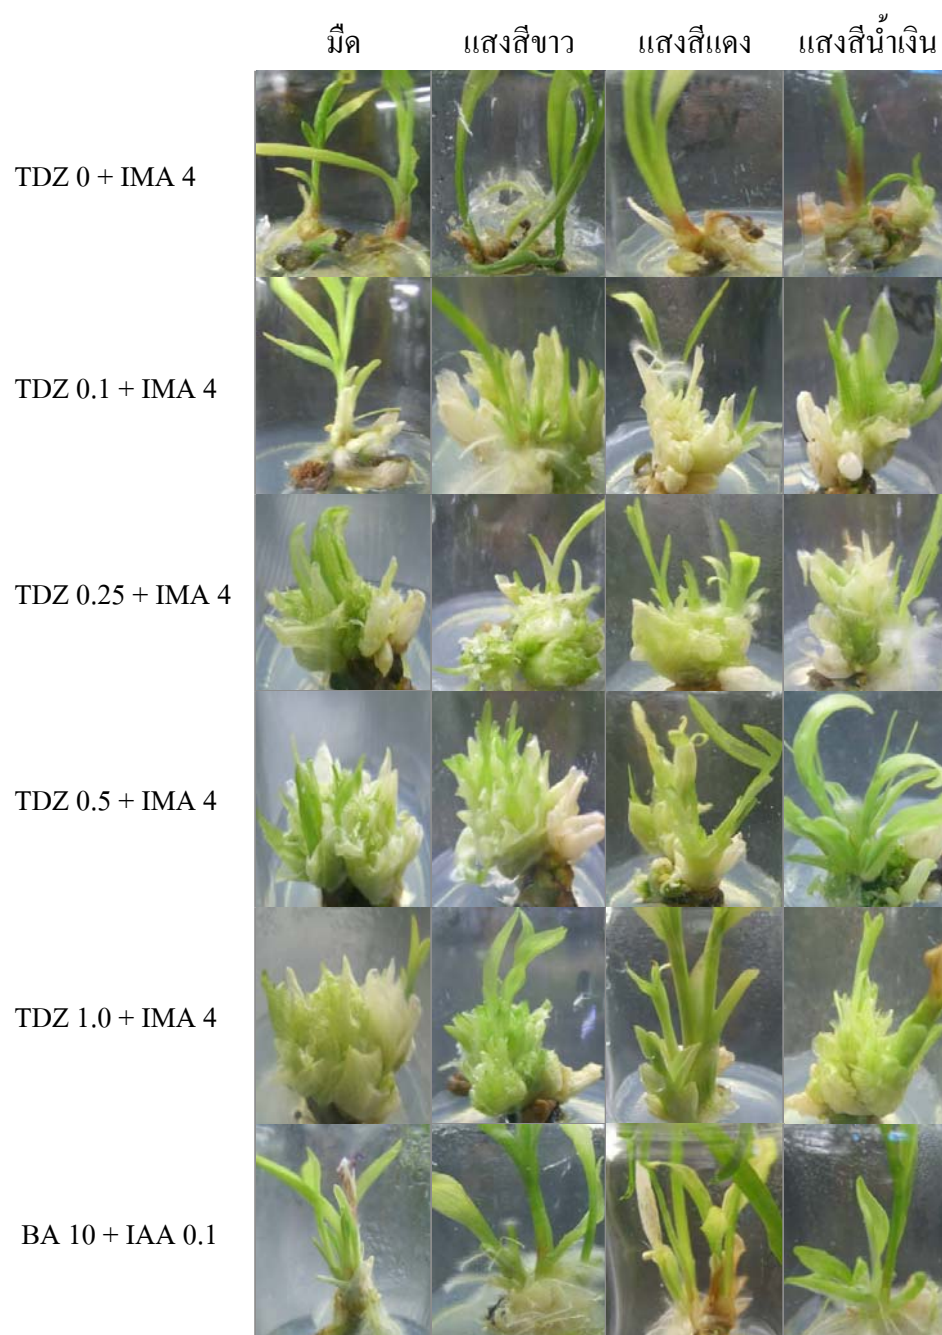 มืด แสงสีขาว แสงสีแดง แสงสีน้ำเงิน
TDZ 0 + IMA 4
TDZ 0.1 + IMA 4
TDZ 0.25 + IMA 4
TDZ 0.5 + IMA 4
TDZ 1.0 + IMA 4
BA 10 + IAA 0.1